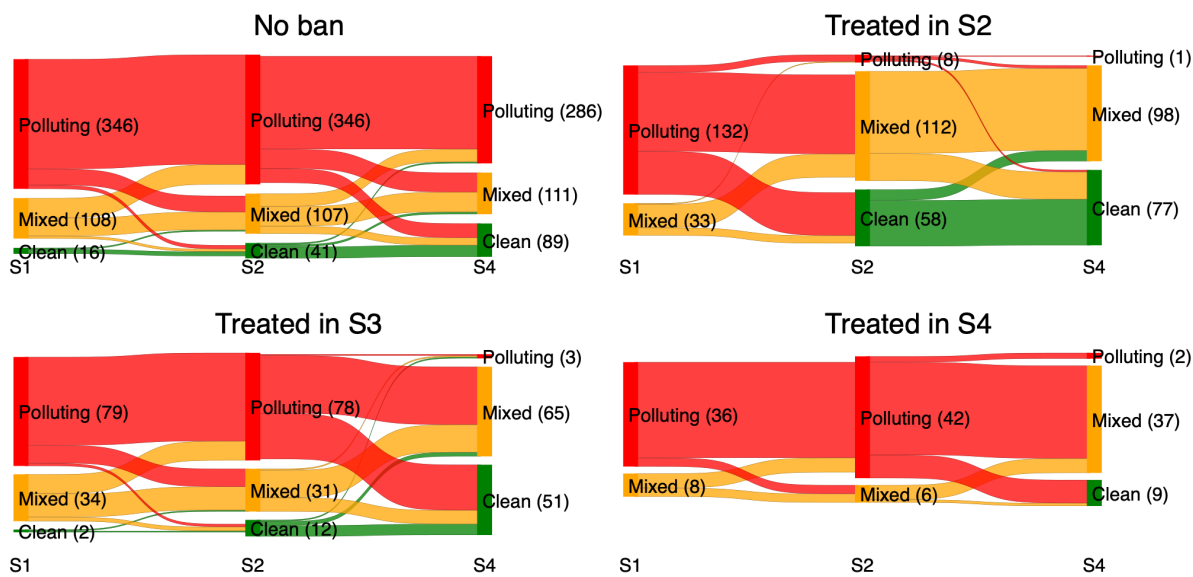 No ban
Polluting (346)
Mixed (108)
Clean (16)
Polluting (346)
Mixed (107)
Clean (41)
Polluting (286)
Mixed (111)
Clean (89)
S1 S2 S4
Treated in S2
Polluting (132)
Mixed (33)
Polluting (8)
Mixed (112)
Clean (58)
Polluting (1)
Mixed (98)
Clean (77)
S1 S2 S4
Treated in S3
Polluting (79)
Mixed (34)
Clean (2)
Polluting (78)
Mixed (31)
Clean (12)
Polluting (3)
Mixed (65)
Clean (51)
S1 S2 S4
Treated in S4
Polluting (36)
Mixed (8)
Polluting (42)
Mixed (6)
Polluting (2)
Mixed (37)
Clean (9)
S1 S2 S4